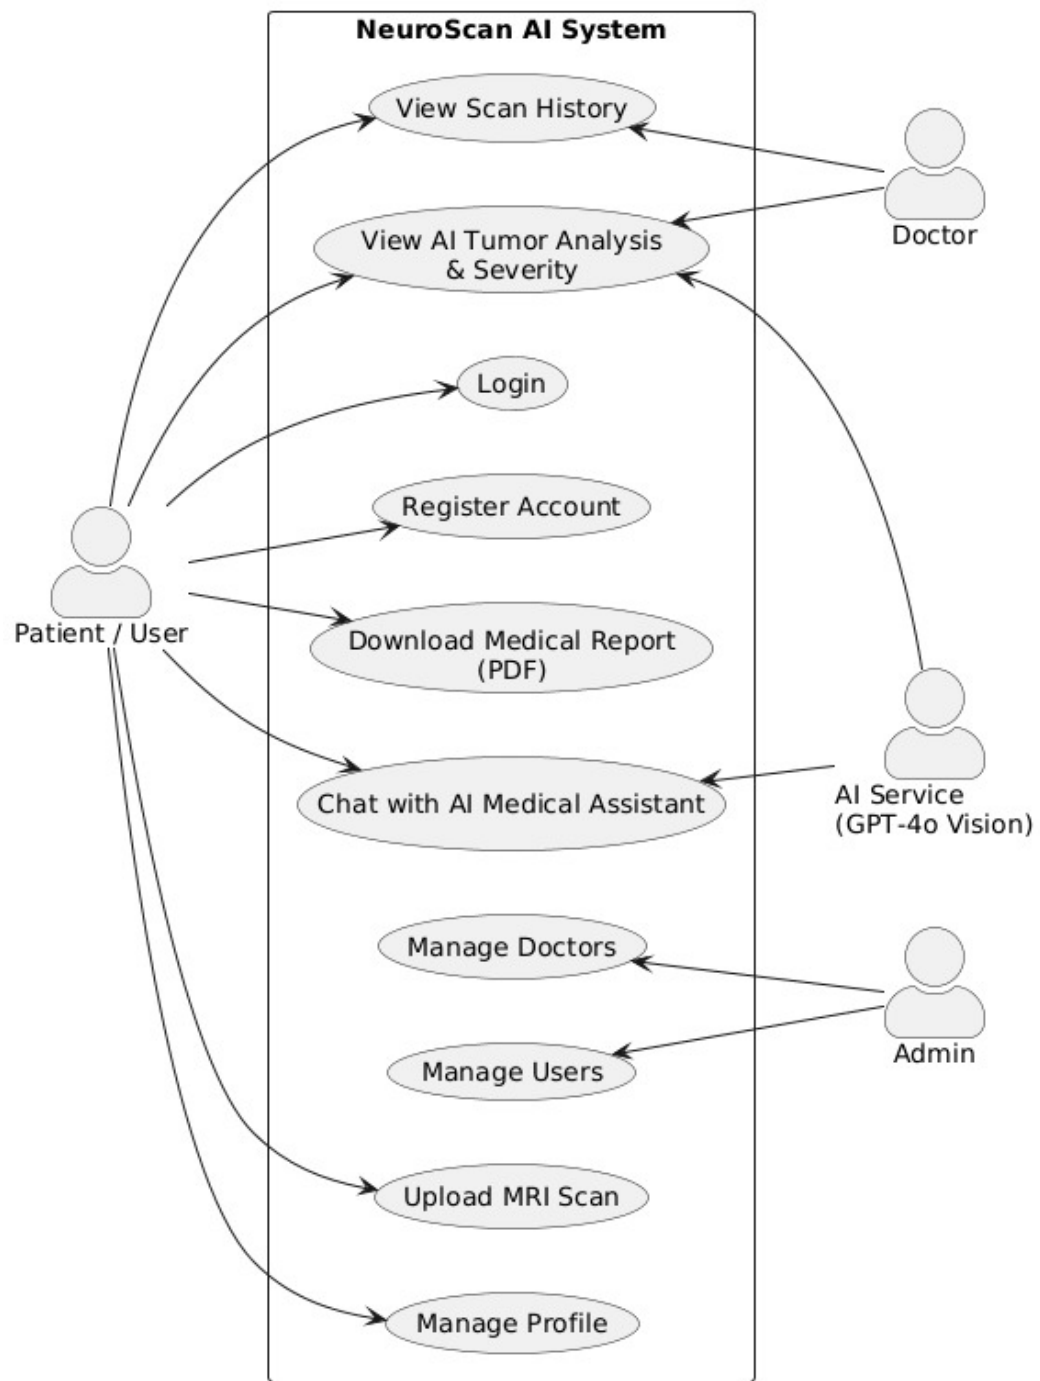 NeuroScan AI System
View Scan History
Doctor
View AI Tumor Analysis
& Severity
Login
Register Account
Patient / User
Download Medical Report
(PDF)
Chat with AI Medical Assistant
AI Service
(GPT-4o Vision)
Manage Doctors
Admin
Manage Users
Upload MRI Scan
Manage Profile